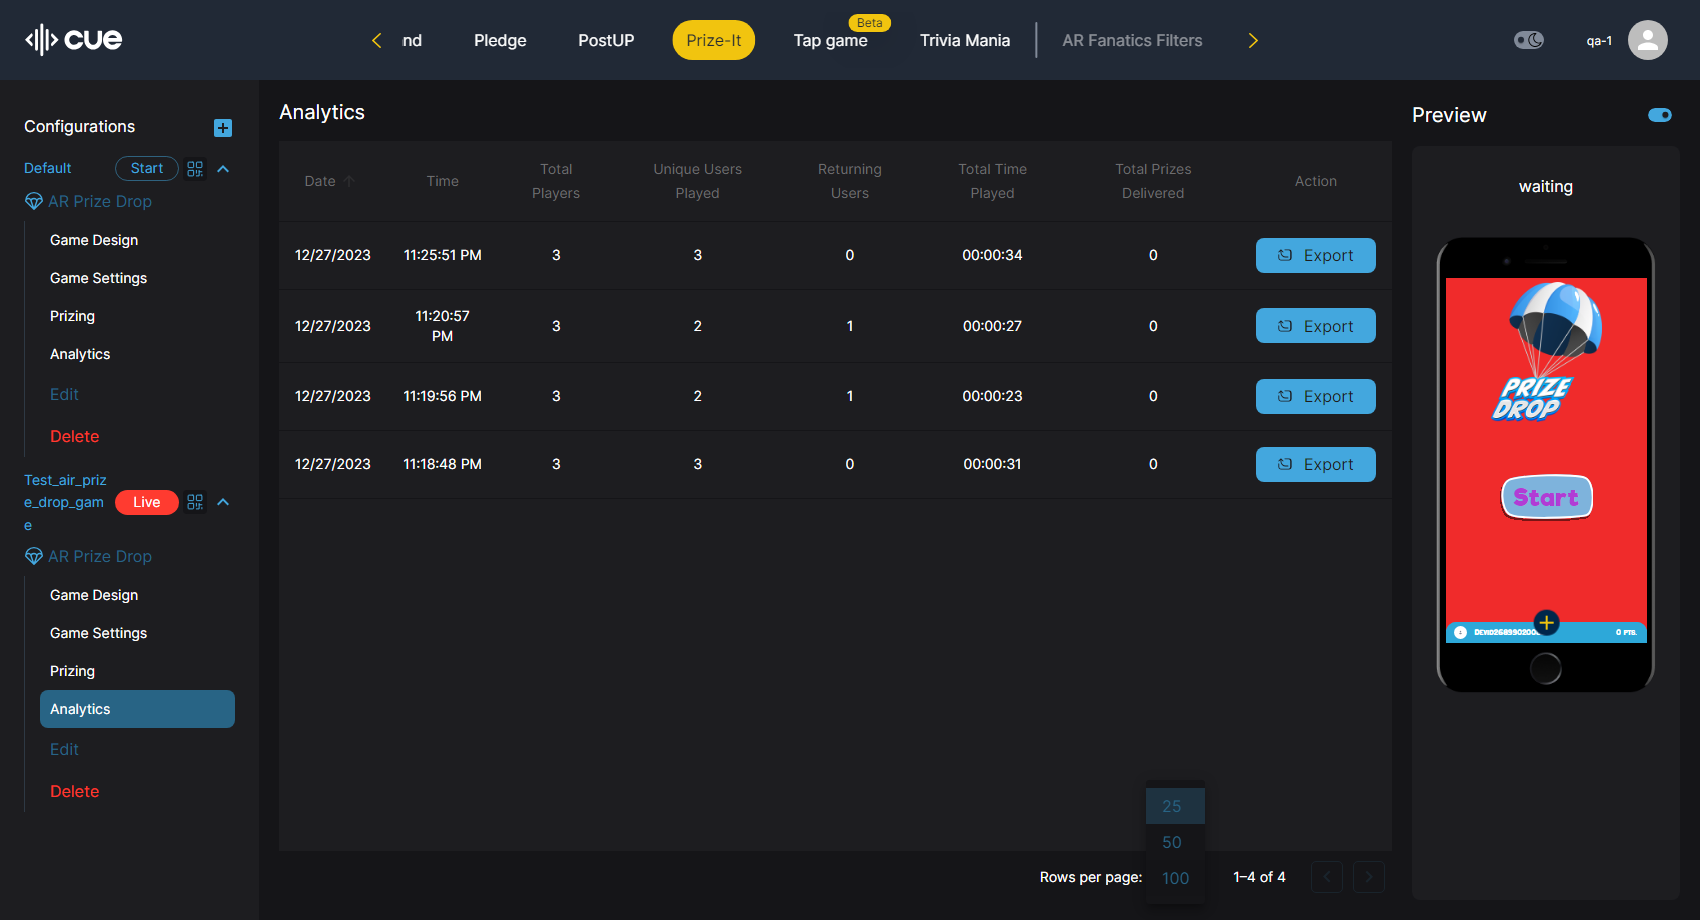 cue
nd
Pledge
PostUP
Prize-It
Tap game
Beta
Trivia Mania
AR Fanatics Filters
qa-1
Configurations
Default
Start
AR Prize Drop
Game Design
Game Settings
Prizing
Analytics
Edit
Delete
Test_air_priz
e_drop_gam
e
Live
AR Prize Drop
Game Design
Game Settings
Prizing
Analytics
Edit
Delete
Analytics
Date
Time
Total
Players
Unique Users
Played
Returning
Users
Total Time
Played
Total Prizes
Delivered
Action
12/27/2023 11:25:51 PM 3 3 0 00:00:34 0 Export
12/27/2023 11:20:57
PM 3 2 1 00:00:27 0 Export
12/27/2023 11:19:56 PM 3 2 1 00:00:23 0 Export
12/27/2023 11:18:48 PM 3 3 0 00:00:31 0 Export
25
50
100
Rows per page:
1–4 of 4
Preview
waiting
PRIZE
DROP
Start
0 PTS.